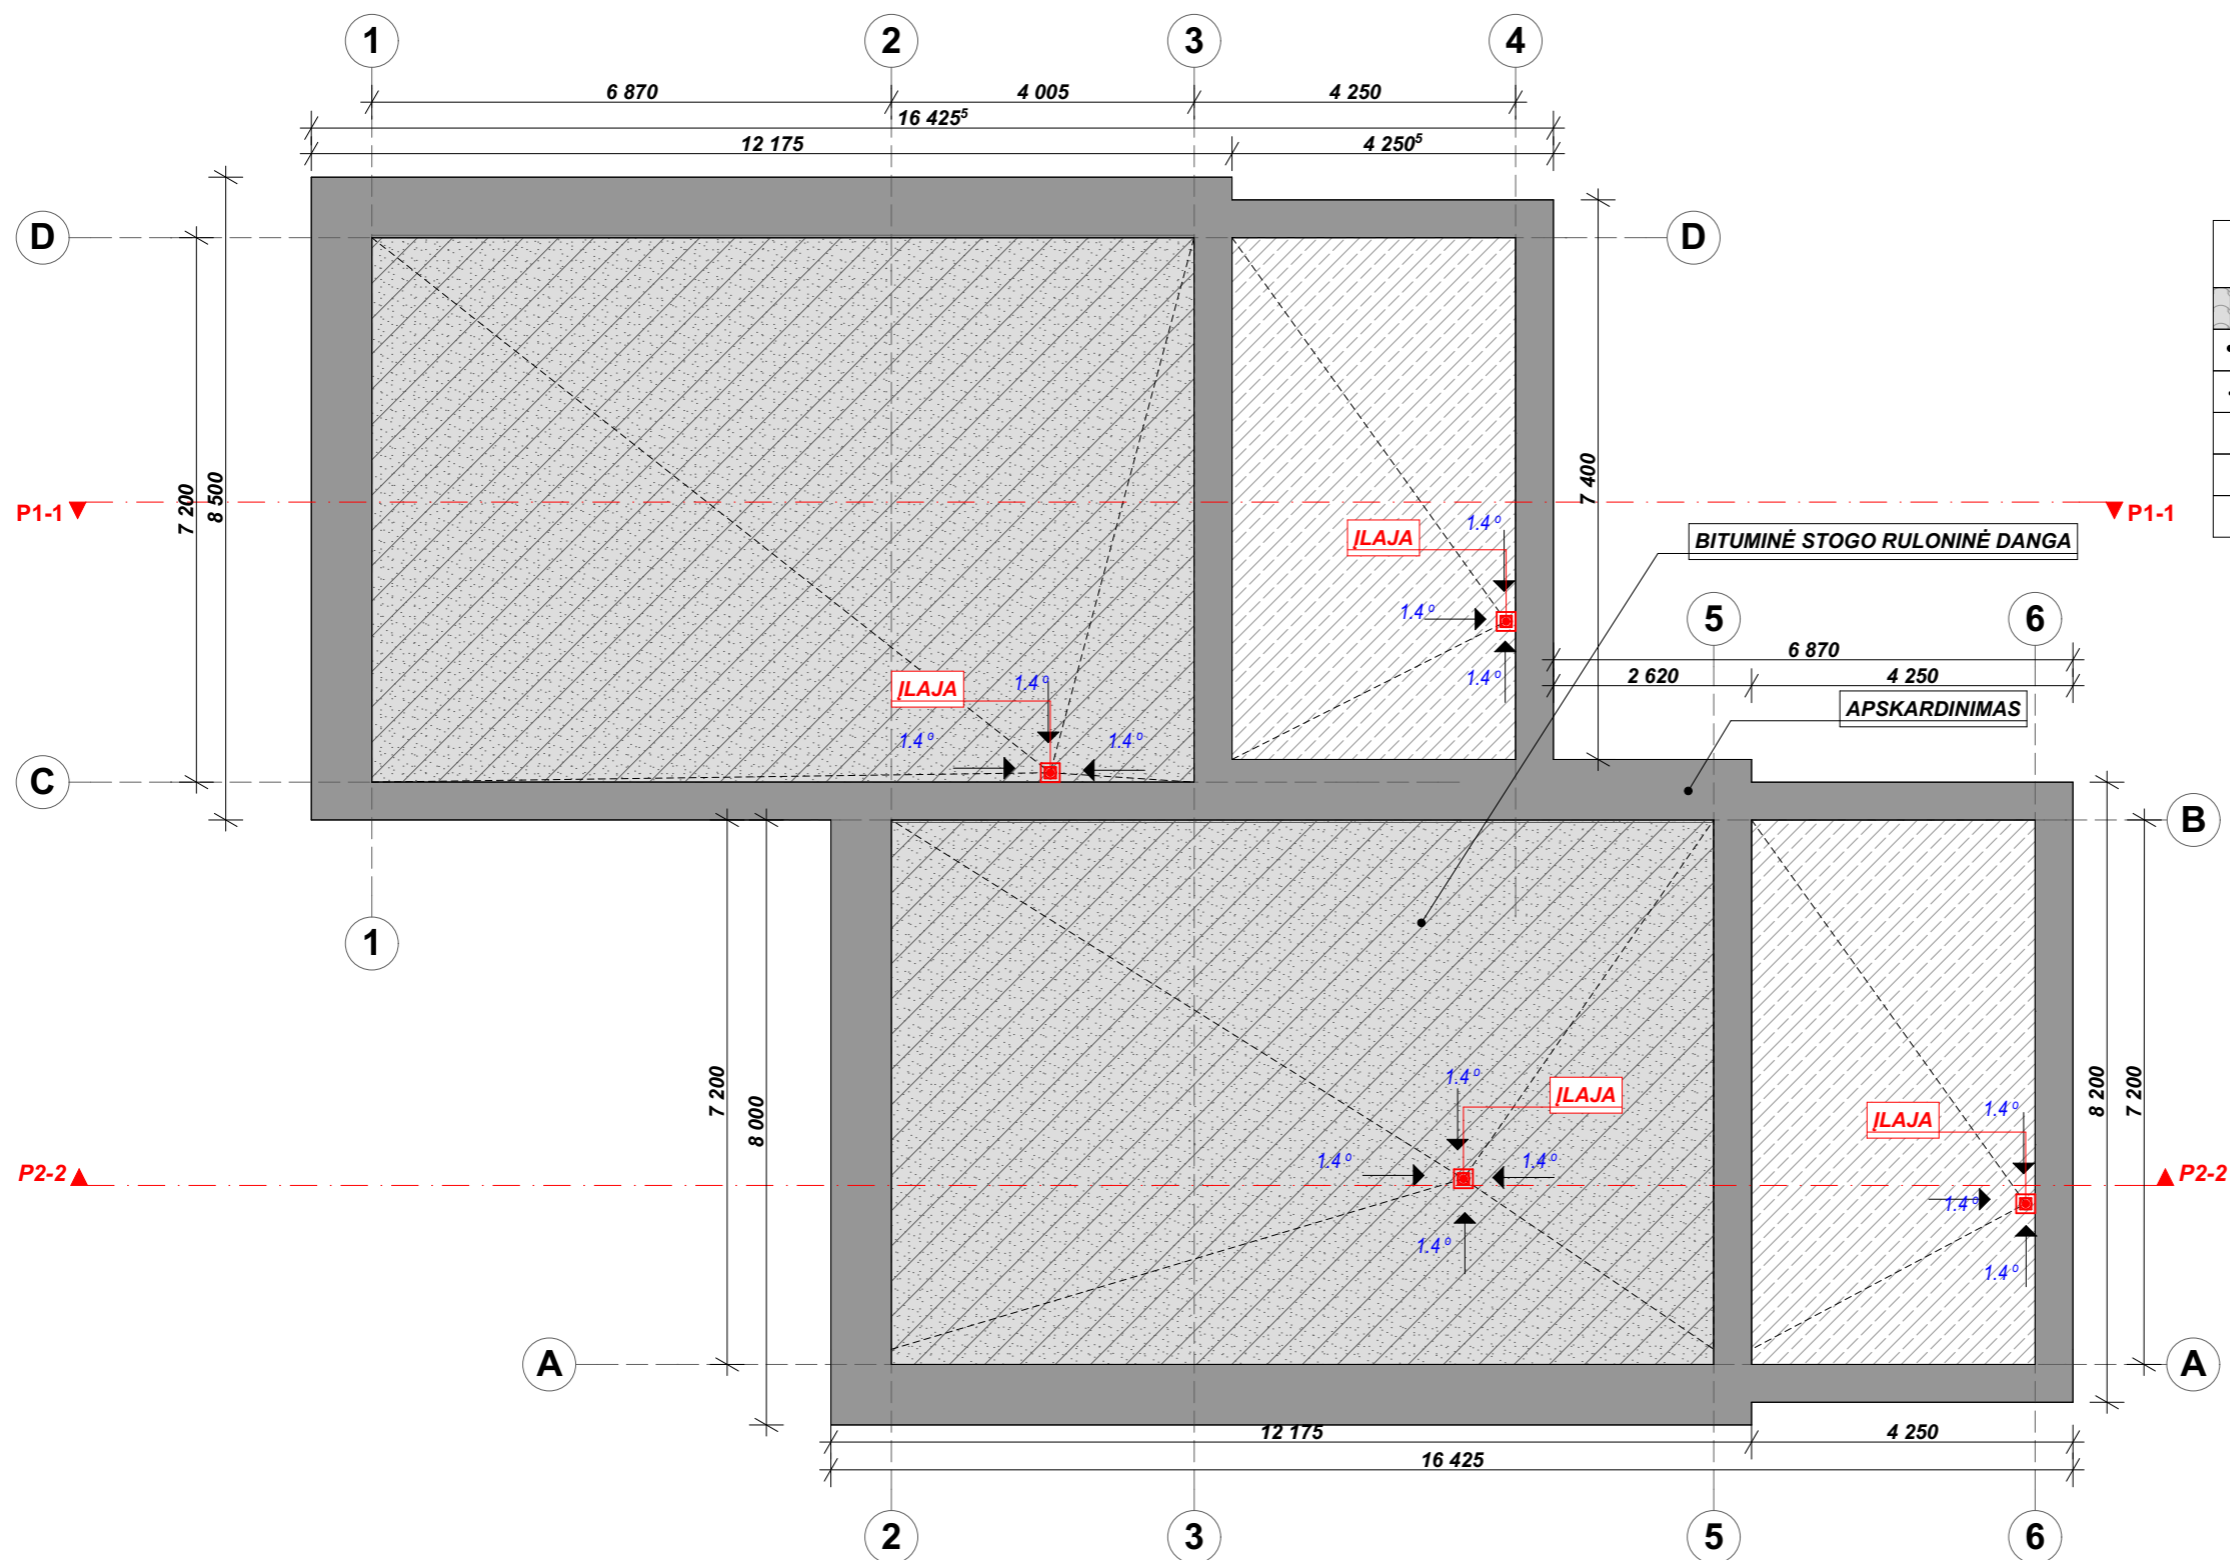 1 2 3 4
6 870 4 005 4 250
16 425⁵
12 175 4 250⁵
D D
7 200 8 500 7 400
P1-1 P1-1
ĮLAJA 1.4°
BITUMINĖ STOGO RULONINĖ DANGA
1.4°
5 6
6 870
1.4°
2 620 4 250
ĮLAJA 1.4°
APSKARDINIMAS
1.4° 1.4°
C B
1
7 200 8 000
1.4° ĮLAJA
8 200 7 200
ĮLAJA 1.4°
1.4° 1.4°
P2-2 P2-2
1.4°
1.4°
1.4°
A A
12 175 4 250
16 425
2 3 5 6